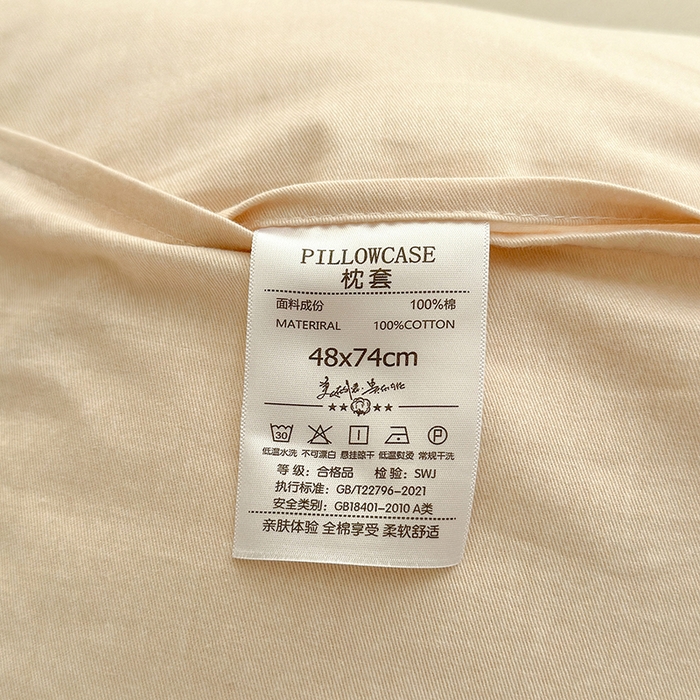 PILLOWCASE
枕套
面料成份 100%棉
MATERIRAL 100%COTTON
48x74cm
30 P
低温水洗 不可漂白 悬挂晾干 低温熨烫 常规干洗
等 级：合格品 检 验：SWJ
执行标准：GB/T22796-2021
安全类别：GB18401-2010 A类
亲肤体验 全棉享受 柔软舒适